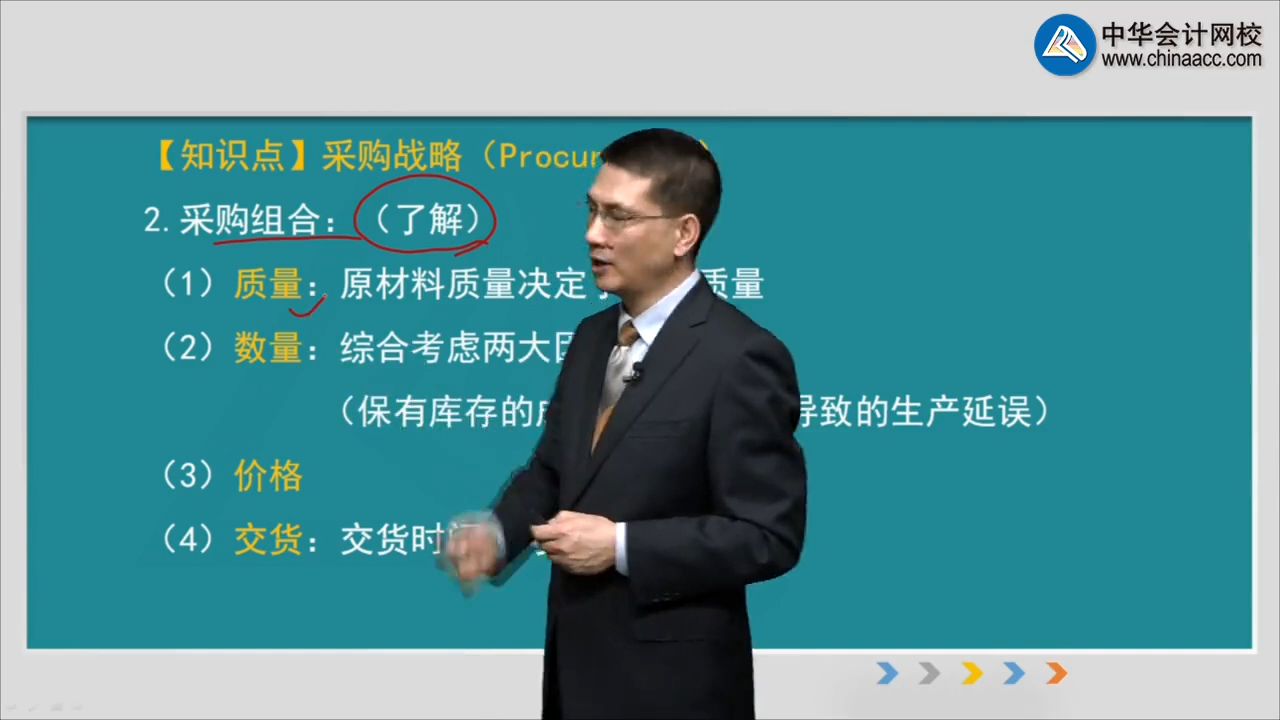 中华会计网校
www.chinaacc.com
【知识点】采购战略（Procur
2.采购组合：（了解）
（1）质量：原材料质量决定 质量
（2）数量：综合考虑两大
（保有库存的 导致的生产延误）
（3）价格
（4）交货：交货时